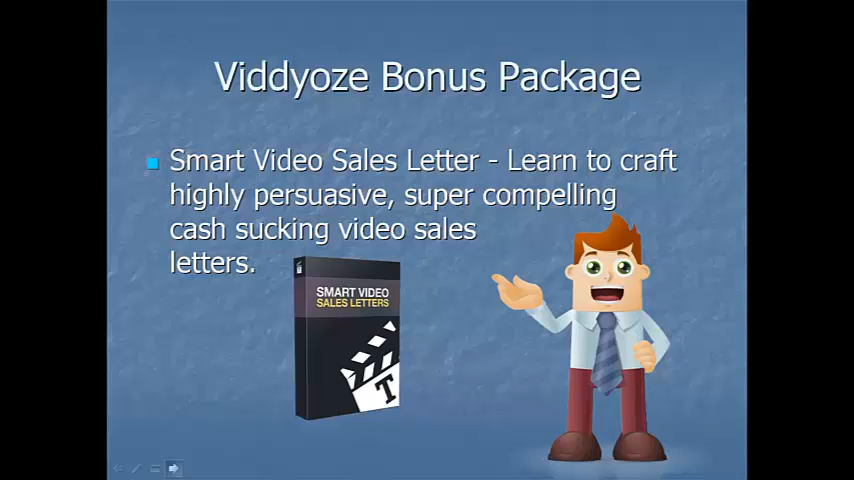 Viddyoze Bonus Package
Smart Video Sales Letter - Learn to craft
highly persuasive, super compelling
cash sucking video sales
letters.
SMART VIDEO
SALES LETTERS
T